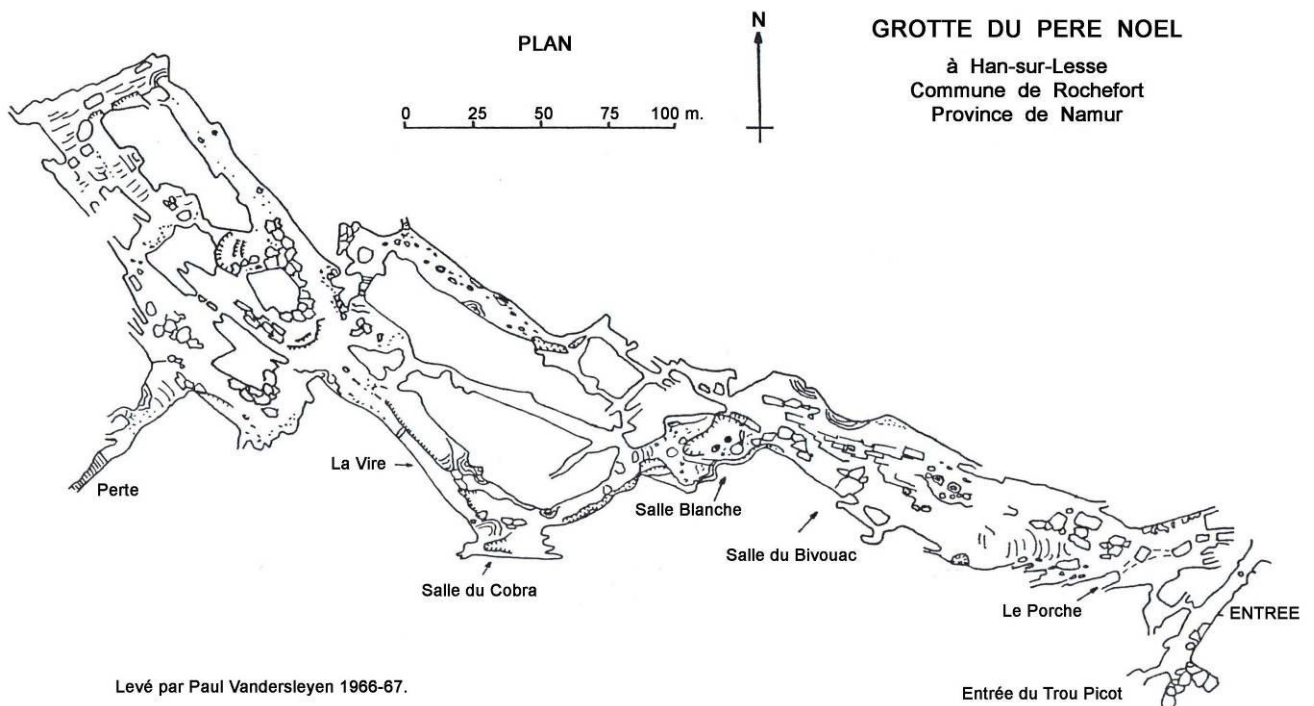 PLAN
N
GROTTE DU PERE NOEL
à Han-sur-Lesse
Commune de Rochefort
Province de Namur
0 25 50 75 100 m.
La Vire
Perte
Salle Blanche
Salle du Bivouac
Salle du Cobra
Le Porche
ENTREE
Levé par Paul Vandersleyen 1966-67.
Entrée du Trou Picot